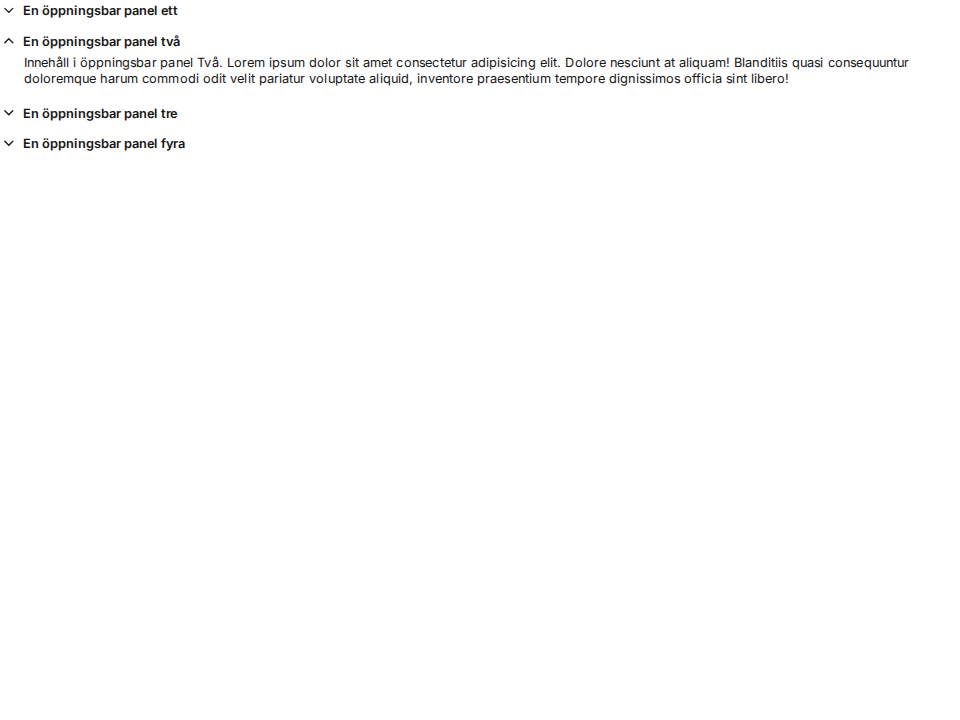 En öppningsbar panel ett
En öppningsbar panel två
Innehåll i öppningsbar panel Två. Lorem ipsum dolor sit amet consectetur adipisicing elit. Dolore nesciunt at aliquam! Blanditiis quasi consequuntur
doloremque harum commodi odit velit pariatur voluptate aliquid, inventore praesentium tempore dignissimos officia sint libero!
En öppningsbar panel tre
En öppningsbar panel fyra